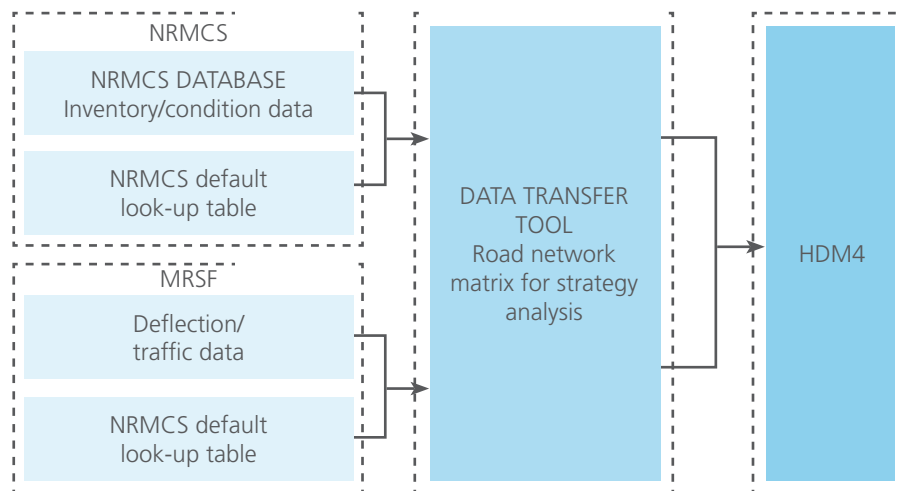 NRMCS
NRMCS DATABASE
Inventory/condition data
NRMCS default
look-up table
MRSF
Deflection/
traffic data
NRMCS default
look-up table
DATA TRANSFER
TOOL
Road network
matrix for strategy
analysis
HDM4